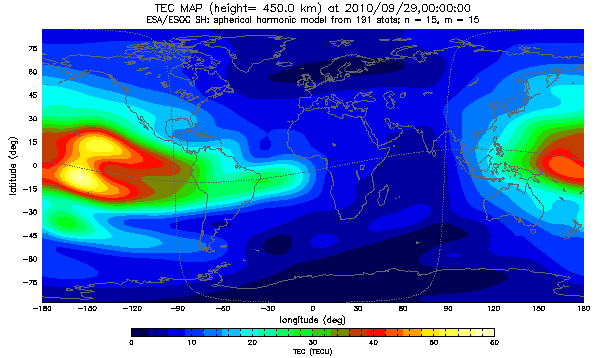 TEC MAP (height= 450.0 km) at 2010/09/29,00:00:00
ESA/ESOC SH: spherical harmonic model from 191 stats; n = 15, m = 15
latitude (deg)
75
60
45
30
15
0
−15
−30
−45
−60
−75
−180 −150 −120 −90 −60 −30 0 30 60 90 120 150 180
longitude (deg)
0 10 20 30 40 50 60
TEC (TECU)